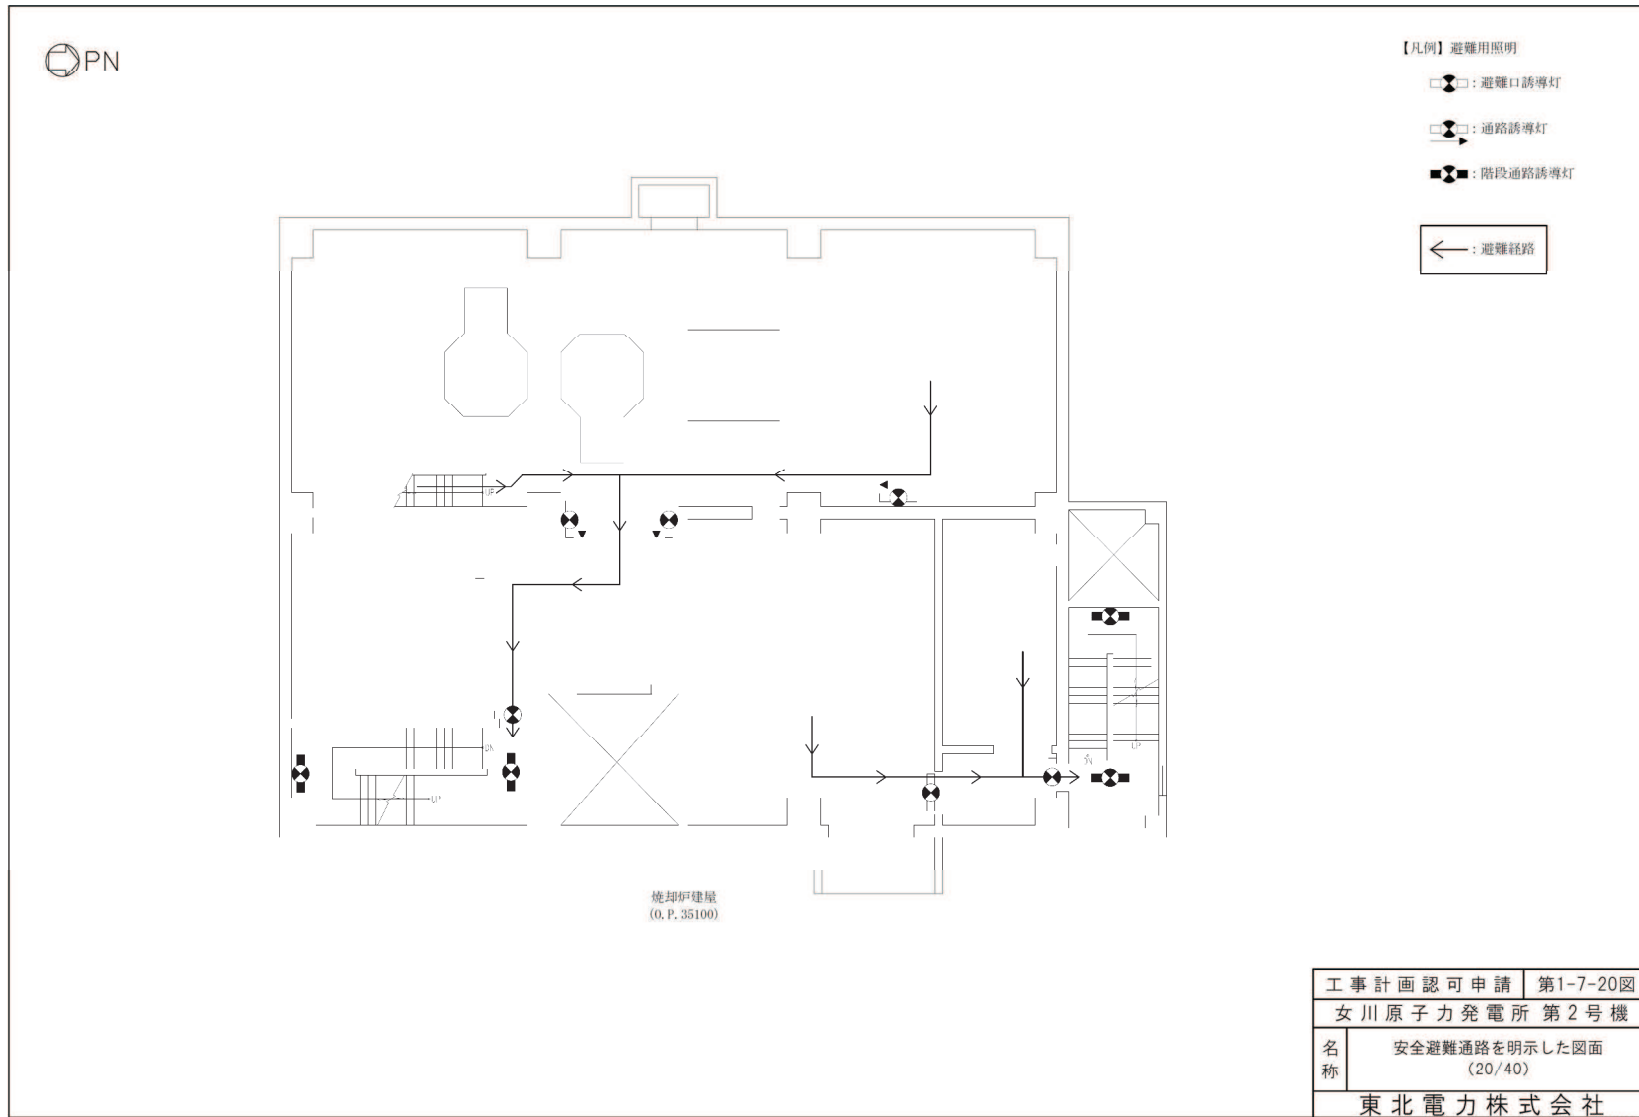 PN
【凡例】避難用照明
：避難口誘導灯
：通路誘導灯
：階段通路誘導灯
：避難経路
UP
DN
UP
UP
DN
焼却炉建屋
(O.P.35100)
工事計画認可申請 第1-7-20図
女川原子力発電所 第2号機
名称 安全避難通路を明示した図面
(20/40)
東北電力株式会社